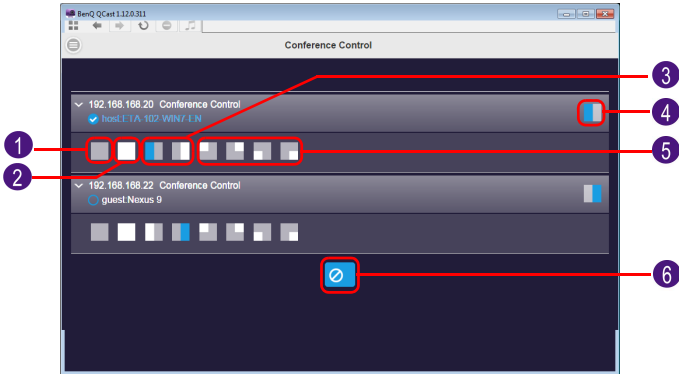 BenQ QCast 1.12.0.311
Conference Control
3
192.168.168.20 Conference Control
4
1
5
2
192.168.168.22 Conference Control
guest:Nexus 9
6